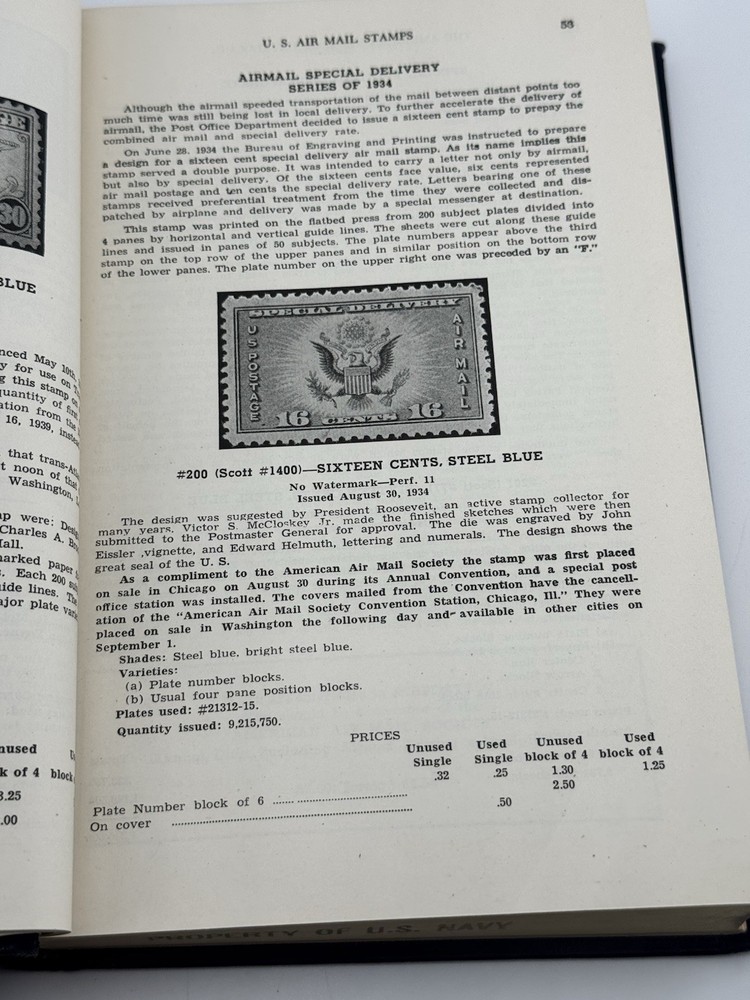 TE
30
BLUE
nced May 10th,
y for use on
g this stamp on
quantity of
ation from the
16, 1939,
that
t noon of that
Washington,
mp were:
Charles A.
Hall.
marked paper
s. Each 200
uide lines.
ajor plate
nused
k of 4 block
3.25
.00
U. S. AIR MAIL STAMPS
53
AIRMAIL SPECIAL DELIVERY
SERIES OF 1934
Although the airmail speeded transportation of the mail between distant points too
much time was still being lost in local delivery. To further accelerate the delivery of
airmail, the Post Office Department decided to issue a sixteen cent stamp to prepay the
combined air mail and special delivery rate.
On June 28, 1934 the Bureau of Engraving and Printing was instructed to prepare
a design for a sixteen cent special delivery air mail stamp. As its name implies this
stamp served a double purpose. It was intended to carry a letter not only by airmail,
but also by special delivery. Of the sixteen cents face value, six cents represented
air mail postage and ten cents the special delivery rate. Letters bearing one of these
stamps received preferential treatment from the time they were collected and dis-
patched by airplane and delivery was made by a special messenger at destination.
This stamp was printed on the flatbed press from 200 subject plates divided into
4 panes by horizontal and vertical guide lines. The sheets were cut along these guide
lines and issued in panes of 50 subjects. The plate numbers appear above the third
stamp on the top row of the upper panes and in similar position on the bottom row
of the lower panes. The plate number on the upper right one was preceded by an "F."
SPECIAL DELIVERY
US POSTAGE
AIR MAIL
16 CENTS 16
#200 (Scott #1400)—SIXTEEN CENTS, STEEL BLUE
No Watermark—Perf. 11
Issued August 30, 1934
The design was suggested by President Roosevelt, an active stamp collector for
many years. Victor S. McCloskey Jr. made the finished sketches which were then
submitted to the Postmaster General for approval. The die was engraved by John
Eissler ,vignette, and Edward Helmuth, lettering and numerals. The design shows the
great seal of the U. S.
As a compliment to the American Air Mail Society the stamp was first placed
on sale in Chicago on August 30 during its Annual Convention, and a special post
office station was installed. The covers mailed from the Convention have the cancell-
ation of the "American Air Mail Society Convention Station, Chicago, Ill." They were
placed on sale in Washington the following day and available in other cities on
September 1.
Shades: Steel blue. bright steel blue.
Varieties:
(a) Plate number blocks.
(b) Usual four pane position blocks.
Plates used: #21312-15.
Quantity issued: 9,215,750.
PRICES
Unused Used Unused Used
Single Single block of 4 block of 4
.32 .25 1.30 1.25
Plate Number block of 6 ........ 2.50
On cover ........ .50
PROPERTY OF U.S. NAVY